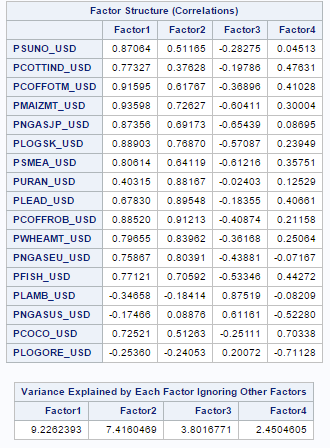 Factor Structure (Correlations)
Factor1 Factor2 Factor3 Factor4
PSUNO_USD 0.87064 0.51165 -0.28275 0.04513
PCOTTIND_USD 0.77327 0.37628 -0.19786 0.47631
PCOFFOTM_USD 0.91595 0.61767 -0.36896 0.41028
PMAIZMT_USD 0.93598 0.72627 -0.60411 0.30004
PNGASJP_USD 0.87356 0.69173 -0.65439 0.08695
PLOGSK_USD 0.88903 0.76870 -0.57087 0.23949
PSMEA_USD 0.80614 0.64119 -0.61216 0.35751
PURAN_USD 0.40315 0.88167 -0.02403 0.12529
PLEAD_USD 0.67830 0.89548 -0.18355 0.40661
PCOFFROB_USD 0.88520 0.91213 -0.40874 0.21158
PWHEAMT_USD 0.79655 0.83962 -0.36168 0.25064
PNGASEU_USD 0.75867 0.80391 -0.43881 -0.07167
PFISH_USD 0.77121 0.70592 -0.53346 0.44272
PLAMB_USD -0.34658 -0.18414 0.87519 -0.08209
PNGASUS_USD -0.17466 0.08876 0.61161 -0.52280
PCOCO_USD 0.72521 0.51263 -0.25111 0.70338
PLOGORE_USD -0.25360 -0.24053 0.20072 -0.71128
Variance Explained by Each Factor Ignoring Other Factors
Factor1 Factor2 Factor3 Factor4
9.2262393 7.4160469 3.8016771 2.4504605